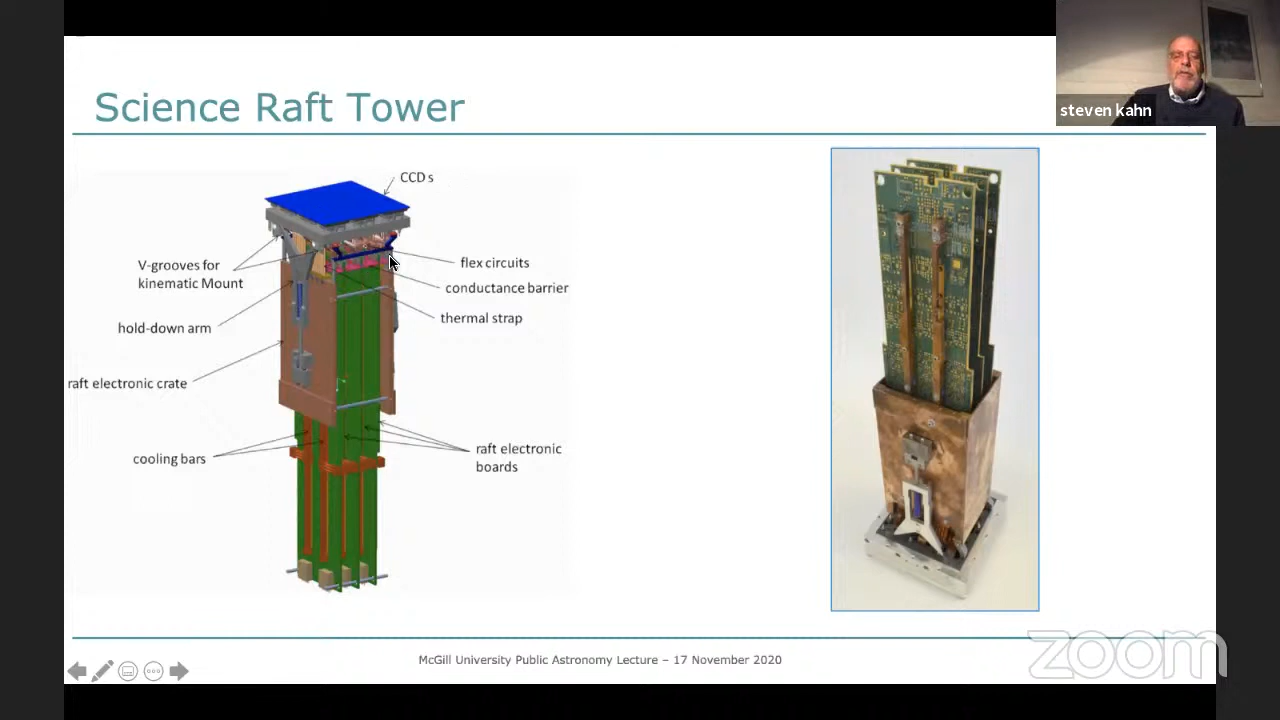 Science Raft Tower
steven kahn
CCDs
V-grooves for
kinematic Mount
flex circuits
conductance barrier
thermal strap
hold-down arm
raft electronic crate
cooling bars
raft electronic
boards
McGill University Public Astronomy Lecture – 17 November 2020
zoom